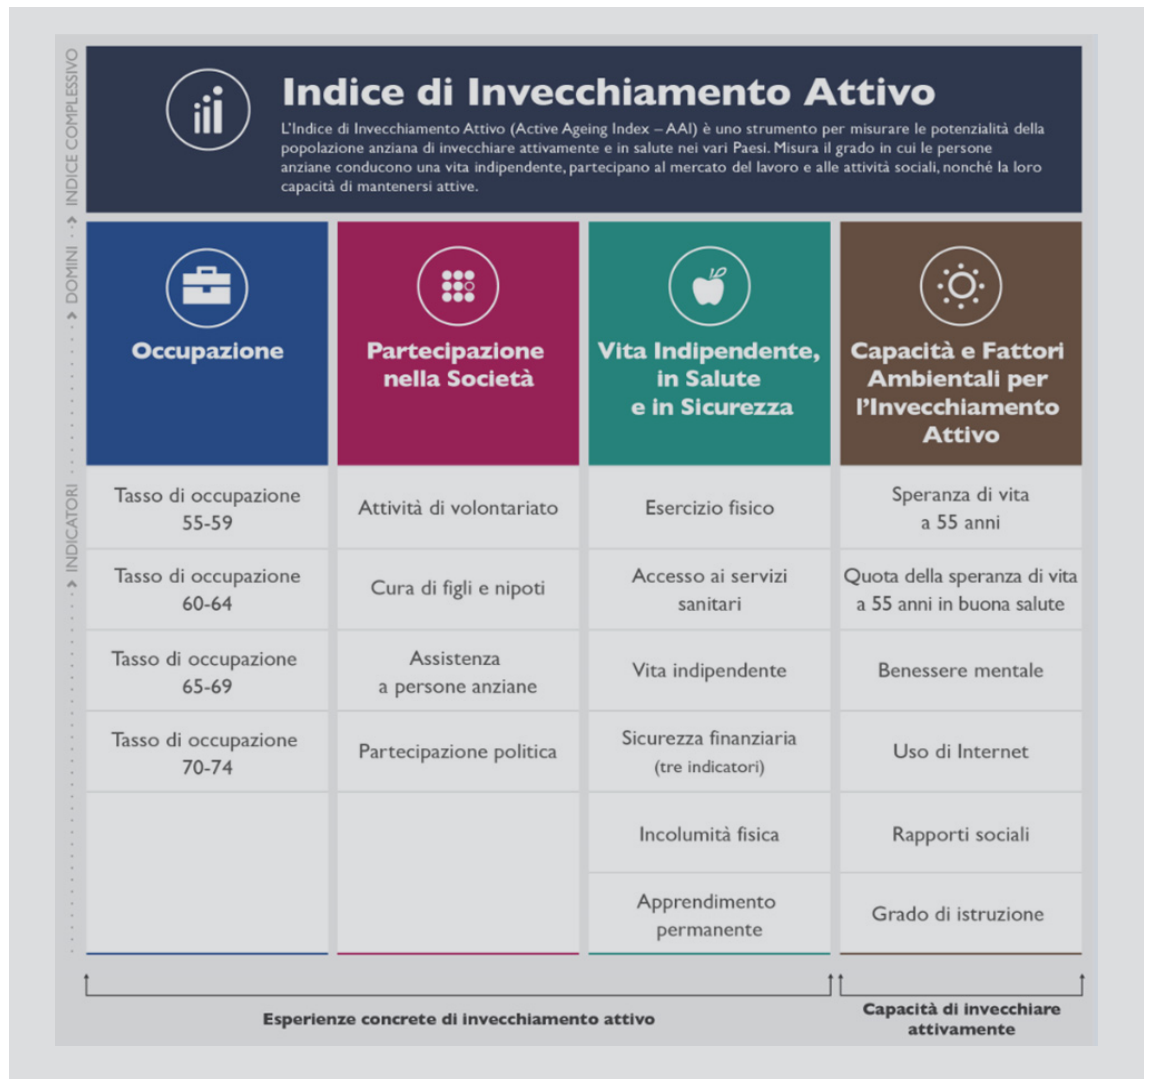 Indice di Invecchiamento Attivo
L'Indice di Invecchiamento Attivo (Active Ageing Index – AAI) è uno strumento per misurare le potenzialità della
popolazione anziana di invecchiare attivamente e in salute nei vari Paesi. Misura il grado in cui le persone
anziane conducono una vita indipendente, partecipano al mercato del lavoro e alle attività sociali, nonché la loro
capacità di mantenersi attive.
INDICE COMPLESSIVO
DOMINI
INDICATORI
Occupazione
Tasso di occupazione
55-59
Tasso di occupazione
60-64
Tasso di occupazione
65-69
Tasso di occupazione
70-74
Partecipazione
nella Società
Attività di volontariato
Cura di figli e nipoti
Assistenza
a persone anziane
Partecipazione politica
Vita Indipendente,
in Salute
e in Sicurezza
Esercizio fisico
Accesso ai servizi
sanitari
Vita indipendente
Sicurezza finanziaria
(tre indicatori)
Incolumità fisica
Apprendimento
permanente
Capacità e Fattori
Ambientali per
l'Invecchiamento
Attivo
Speranza di vita
a 55 anni
Quota della speranza di vita
a 55 anni in buona salute
Benessere mentale
Uso di Internet
Rapporti sociali
Grado di istruzione
Esperienze concrete di invecchiamento attivo
Capacità di invecchiare
attivamente